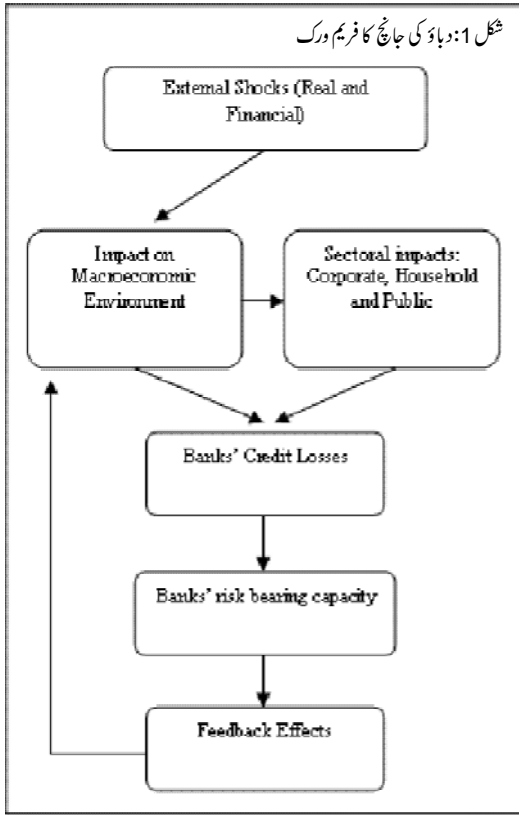 شکل 1: دباؤ کی جانچ کا فریم ورک
External Shocks (Real and
Financial)
Impact on
Macroeconomic
Environment
Sectoral impacts:
Corporate, Household
and Public
Banks' Credit Losses
Banks' risk bearing capacity
Feedback Effects